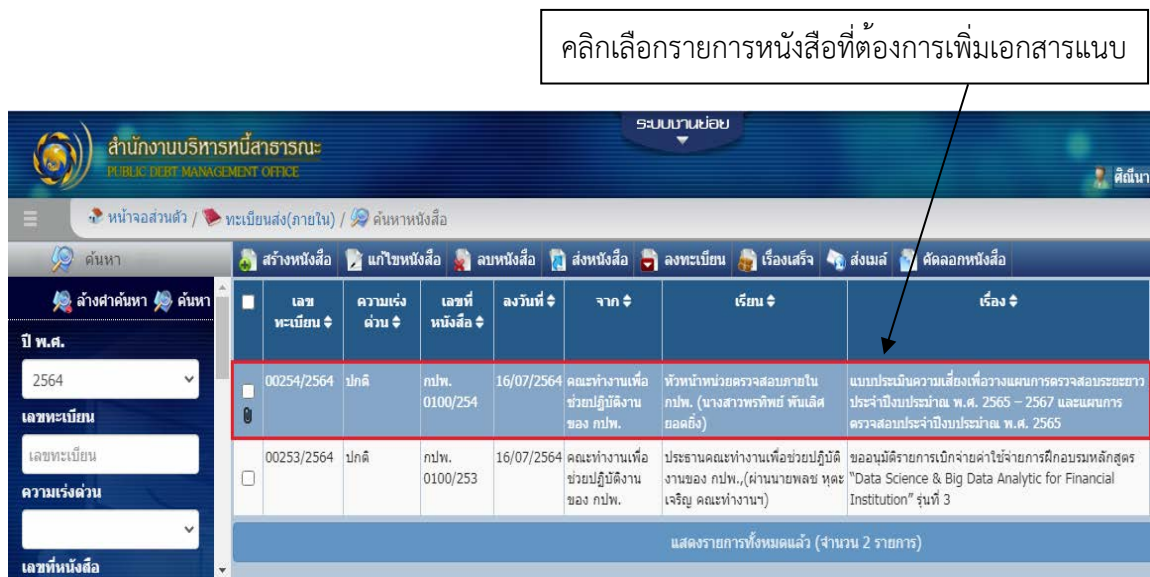 คลิกเลือกรายการหนังสือที่ต้องการเพิ่มเอกสารแนบ
สำนักงานบริหารหนี้สาธารณะ
PUBLIC DEBT MANAGEMENT OFFICE
ระบบงานย่อย
ศิณีนา
หน้าจอส่วนตัว / ทะเบียนส่ง(ภายใน) / ค้นหาหนังสือ
ค้นหา
สร้างหนังสือ แก้ไขหนังสือ ลบหนังสือ ส่งหนังสือ ลงทะเบียน เรื่องเสร็จ ส่งเมล์ คัดลอกหนังสือ
ล้างค่าค้นหา ค้นหา
ปี พ.ศ.
2564
เลขทะเบียน
เลขทะเบียน
ความเร่งด่วน
เลขที่หนังสือ
เลข ความเร่ง เลขที่ ลงวันที่ จาก เรียน เรื่อง
ทะเบียน ด่วน หนังสือ
00254/2564 ปกติ กปพ. 16/07/2564 คณะทำงานเพื่อ หัวหน้าหน่วยตรวจสอบภายใน แบบประเมินความเสี่ยงเพื่อวางแผนการตรวจสอบระยะยาว
0100/254 ช่วยปฏิบัติงาน กปพ. (นางสาวพรทิพย์ พันเลิศ ประจำปีงบประมาณ พ.ศ. 2565 – 2567 และแผนการ
ของ กปพ. ยอดยิ่ง) ตรวจสอบประจำปีงบประมาณ พ.ศ. 2565
00253/2564 ปกติ กปพ. 16/07/2564 คณะทำงานเพื่อ ประธานคณะทำงานเพื่อช่วยปฏิบัติ ขออนุมัติรายการเบิกจ่ายค่าใช้จ่ายการฝึกอบรมหลักสูตร
0100/253 ช่วยปฏิบัติงาน งานของ กปพ.,(ผ่านนายพลช หุตะ "Data Science & Big Data Analytic for Financial
ของ กปพ. เจริญ คณะทำงานฯ) Institution" รุ่นที่ 3
แสดงรายการทั้งหมดแล้ว (จำนวน 2 รายการ)